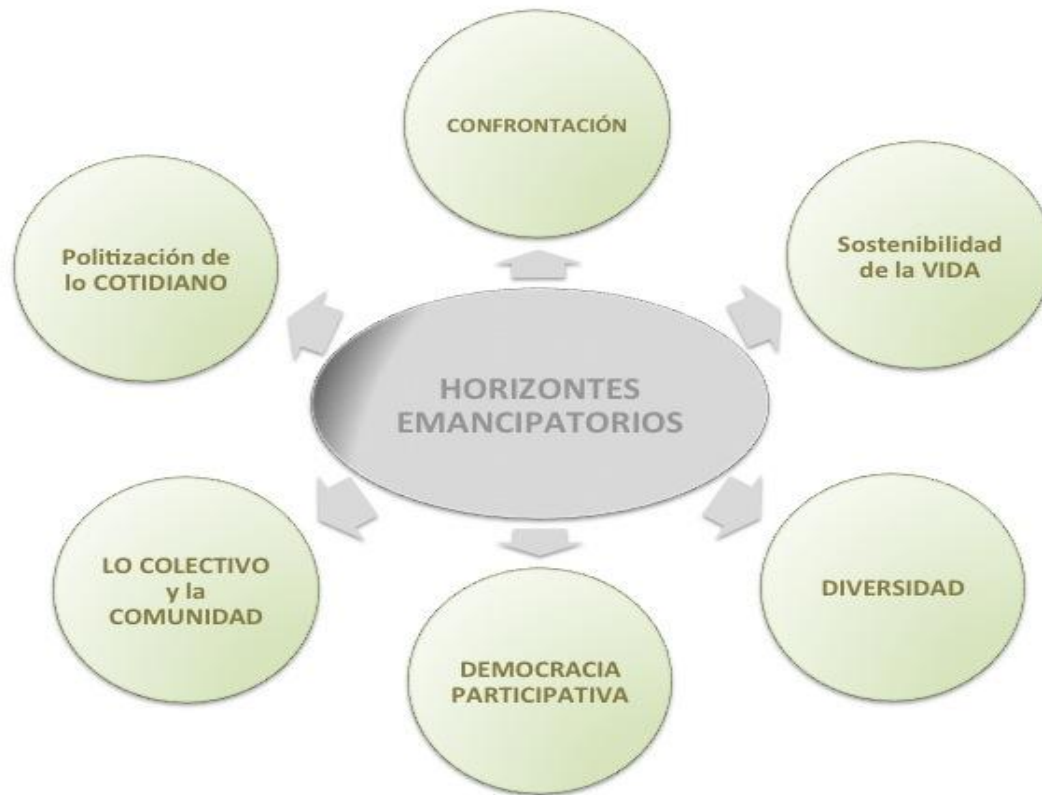 CONFRONTACIÓN
Politización de
lo COTIDIANO
Sostenibilidad
de la VIDA
HORIZONTES
EMANCIPATORIOS
LO COLECTIVO
y la
COMUNIDAD
DIVERSIDAD
DEMOCRACIA
PARTICIPATIVA